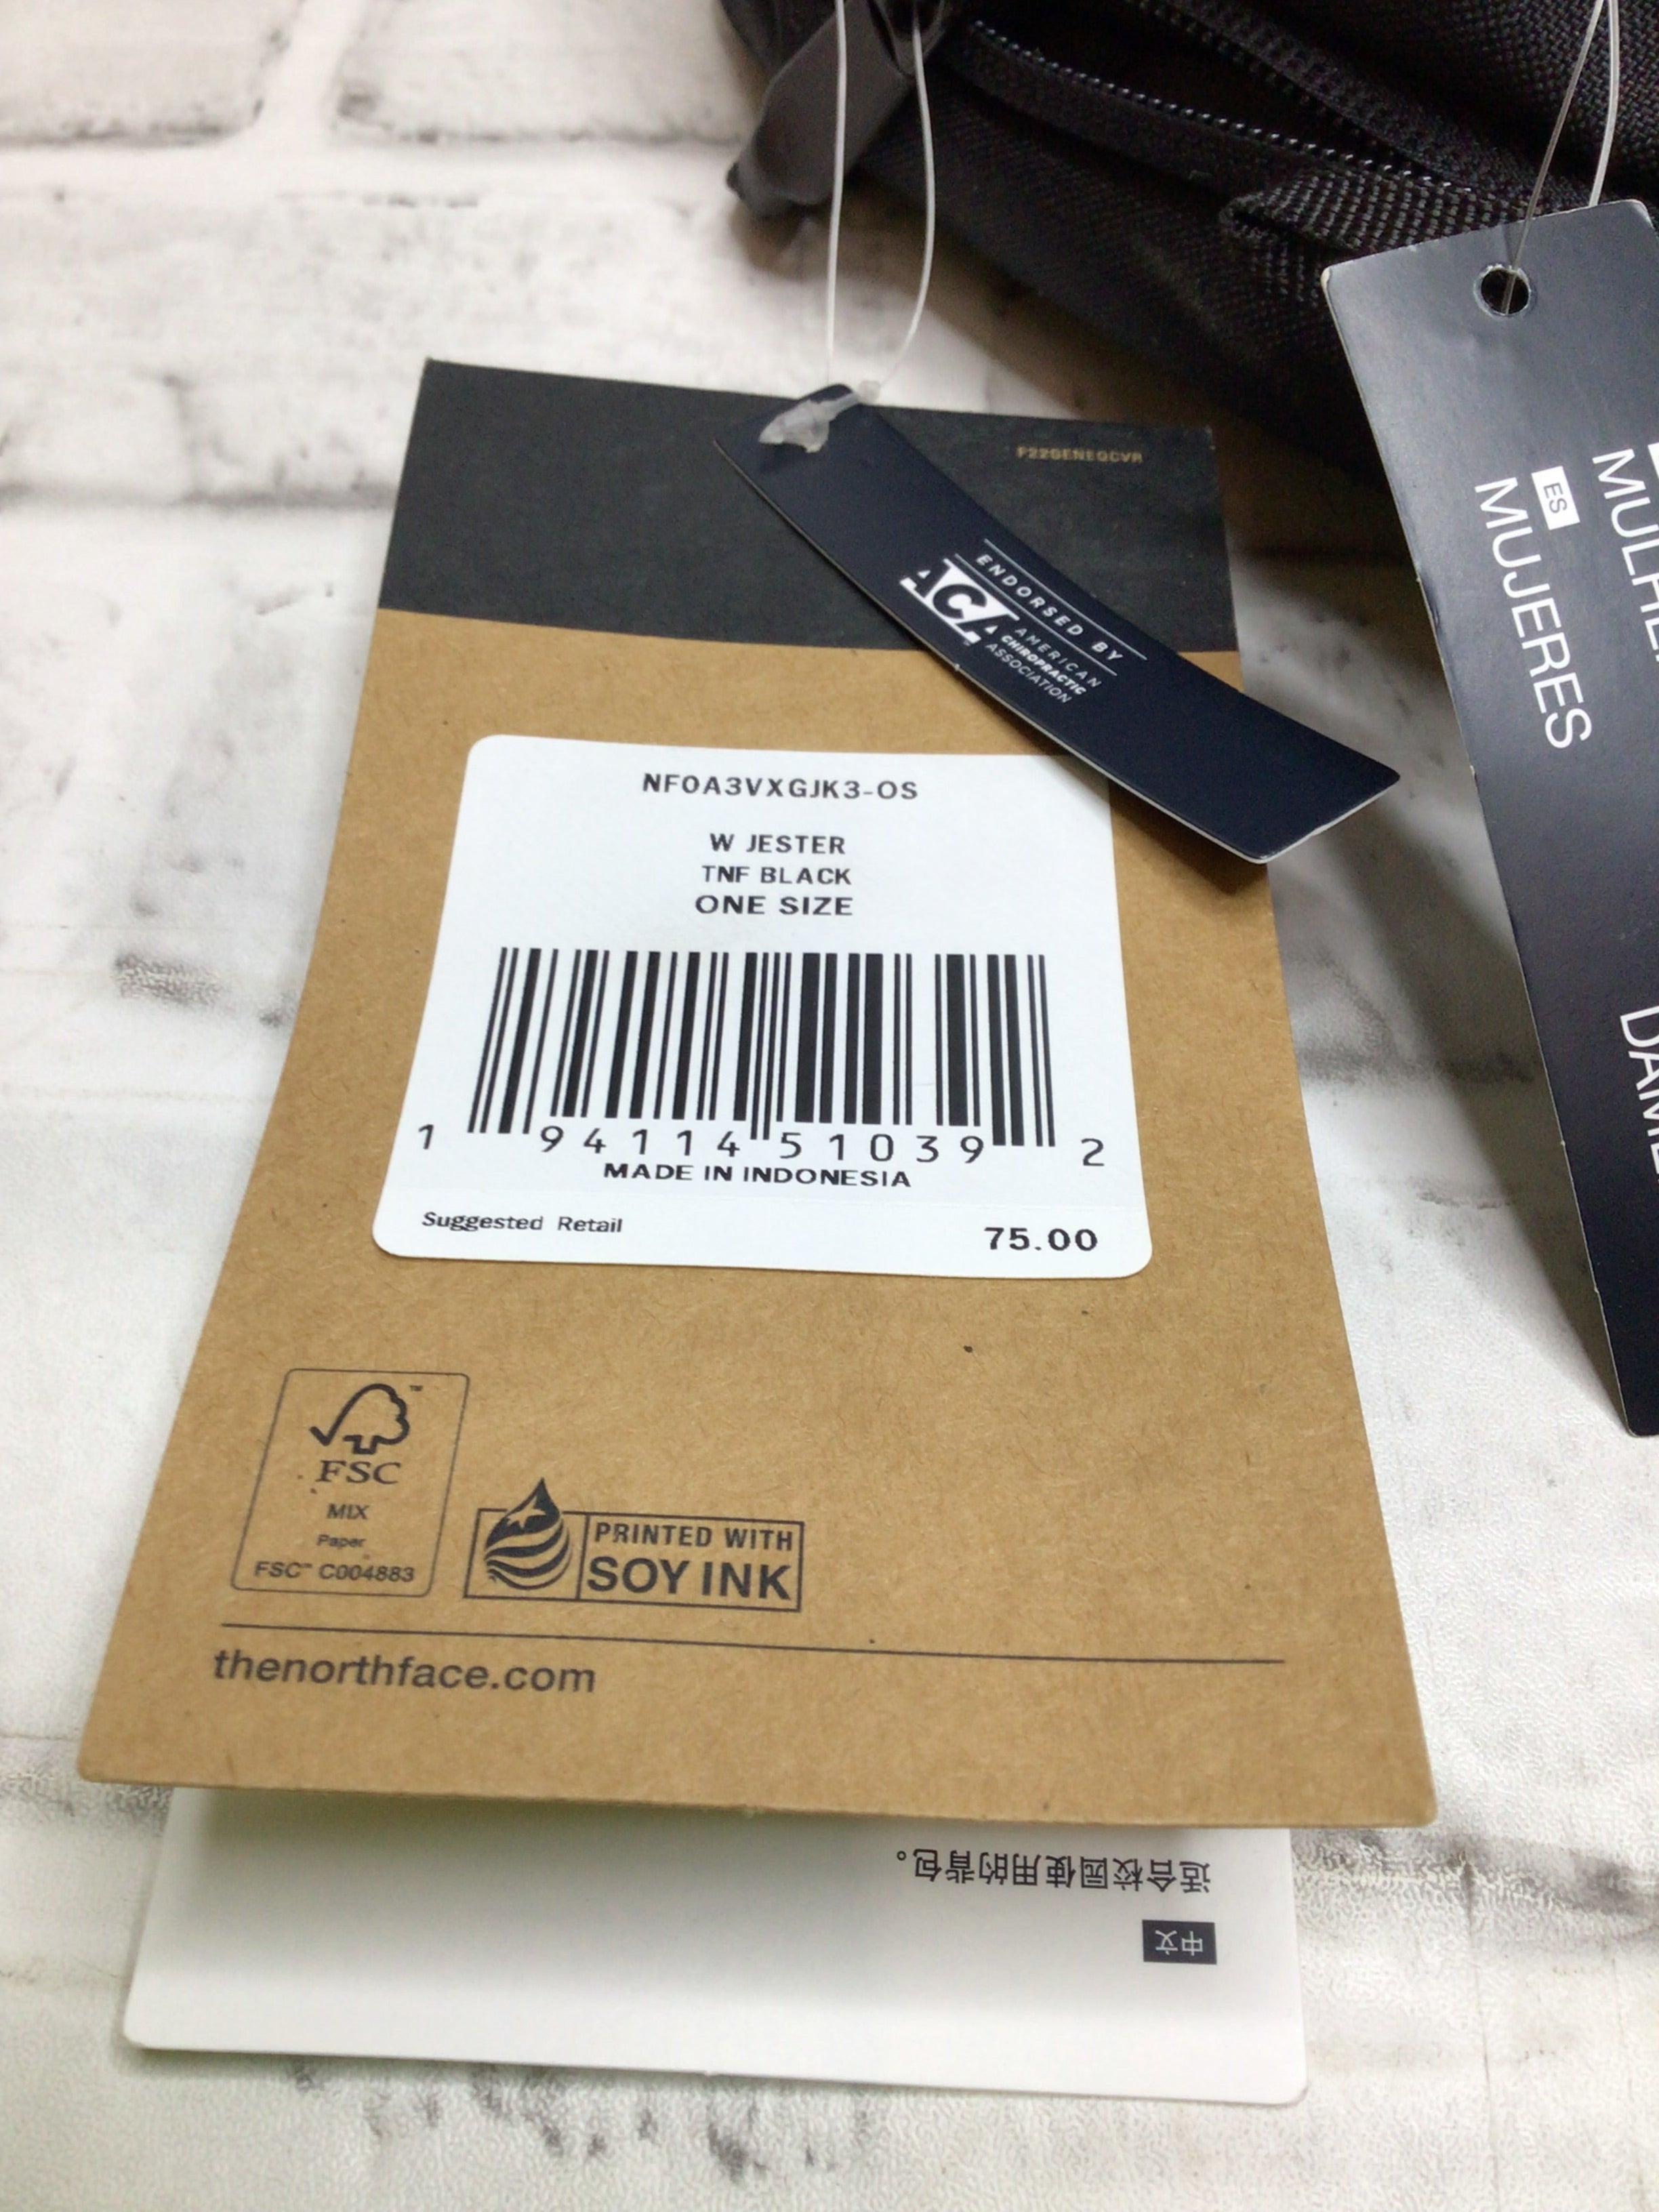 F22GENEQCVR
ENDORSED BY
ACA
AMERICAN
CHIROPRACTIC
ASSOCIATION
NF0A3VXGJK3-OS
W JESTER
TNF BLACK
ONE SIZE
1 94114 51039 2
MADE IN INDONESIA
Suggested Retail 75.00
FSC
MIX
Paper
FSC™ C004883
PRINTED WITH
SOY INK
thenorthface.com
中文
适合校园使用的背包。
ES
MUJERES